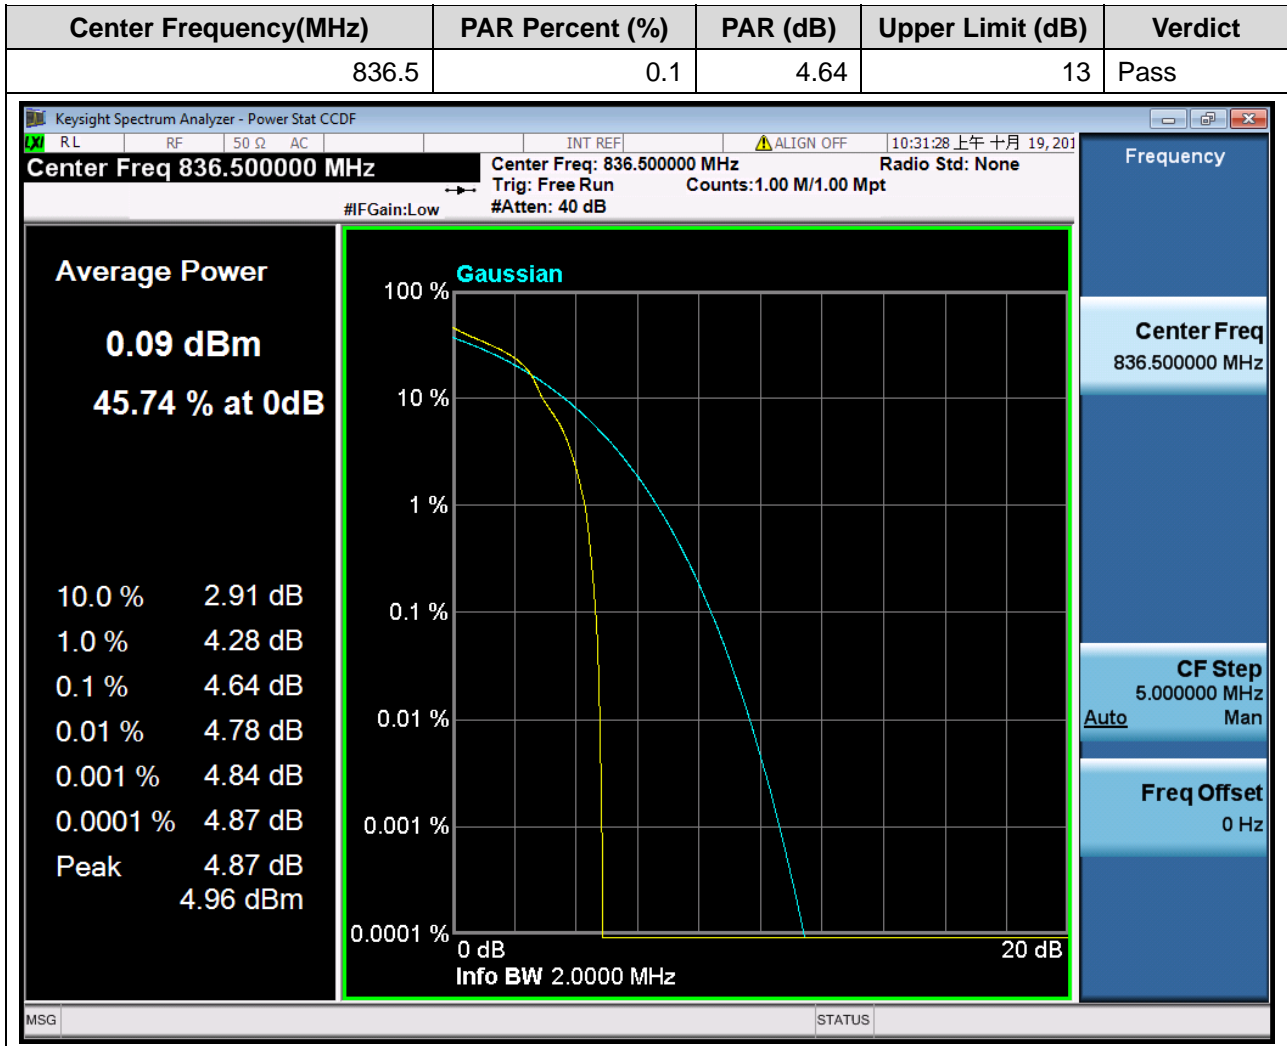 Center Frequency(MHz) PAR Percent (%) PAR (dB) Upper Limit (dB) Verdict
836.5 0.1 4.64 13 Pass
Keysight Spectrum Analyzer - Power Stat CCDF
LXI RL RF 50 Ω AC INT REF ALIGN OFF 10:31:28 上午 十月 19, 201
Center Freq 836.500000 MHz
Center Freq: 836.500000 MHz Radio Std: None
Trig: Free Run Counts:1.00 M/1.00 Mpt
#IFGain:Low #Atten: 40 dB
Average Power
0.09 dBm
45.74 % at 0dB
10.0 % 2.91 dB
1.0 % 4.28 dB
0.1 % 4.64 dB
0.01 % 4.78 dB
0.001 % 4.84 dB
0.0001 % 4.87 dB
Peak 4.87 dB
4.96 dBm
Gaussian
100 %
10 %
1 %
0.1 %
0.01 %
0.001 %
0.0001 %
0 dB 20 dB
Info BW 2.0000 MHz
Frequency
Center Freq
836.500000 MHz
CF Step
5.000000 MHz
Auto Man
Freq Offset
0 Hz
MSG STATUS